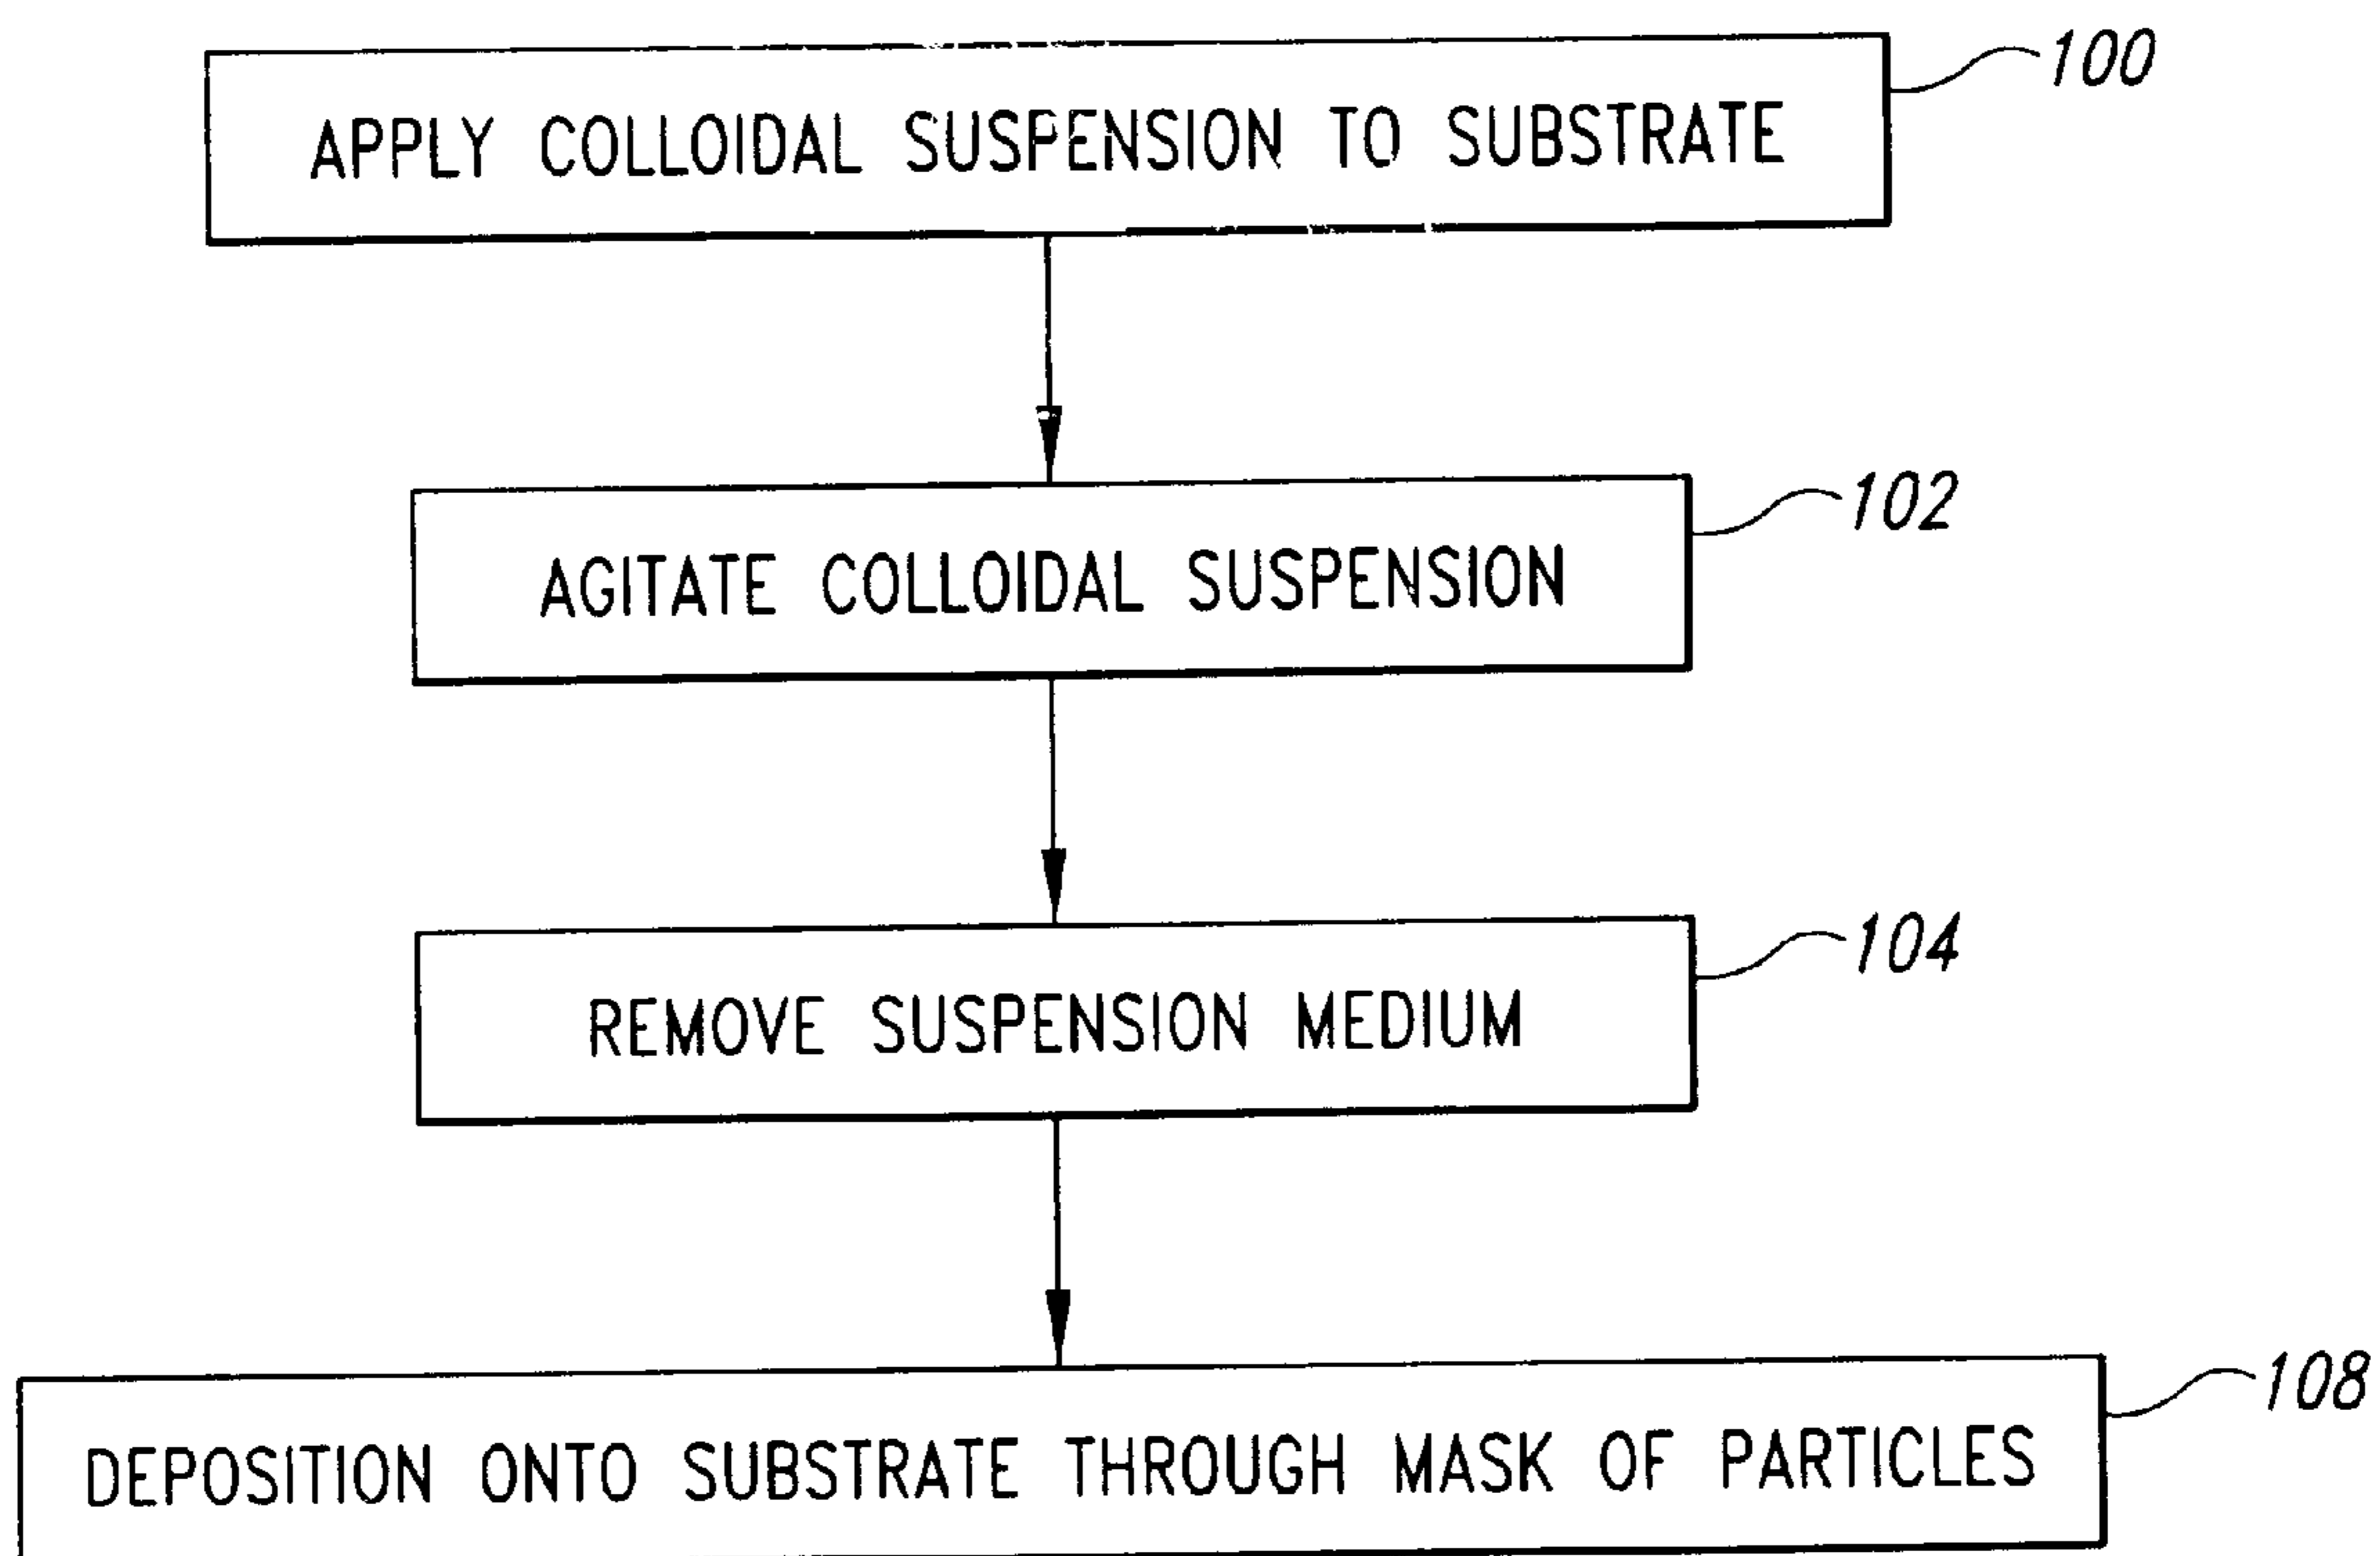 100
APPLY COLLOIDAL SUSPENSION TO SUBSTRATE
102
AGITATE COLLOIDAL SUSPENSION
104
REMOVE SUSPENSION MEDIUM
108
DEPOSITION ONTO SUBSTRATE THROUGH MASK OF PARTICLES